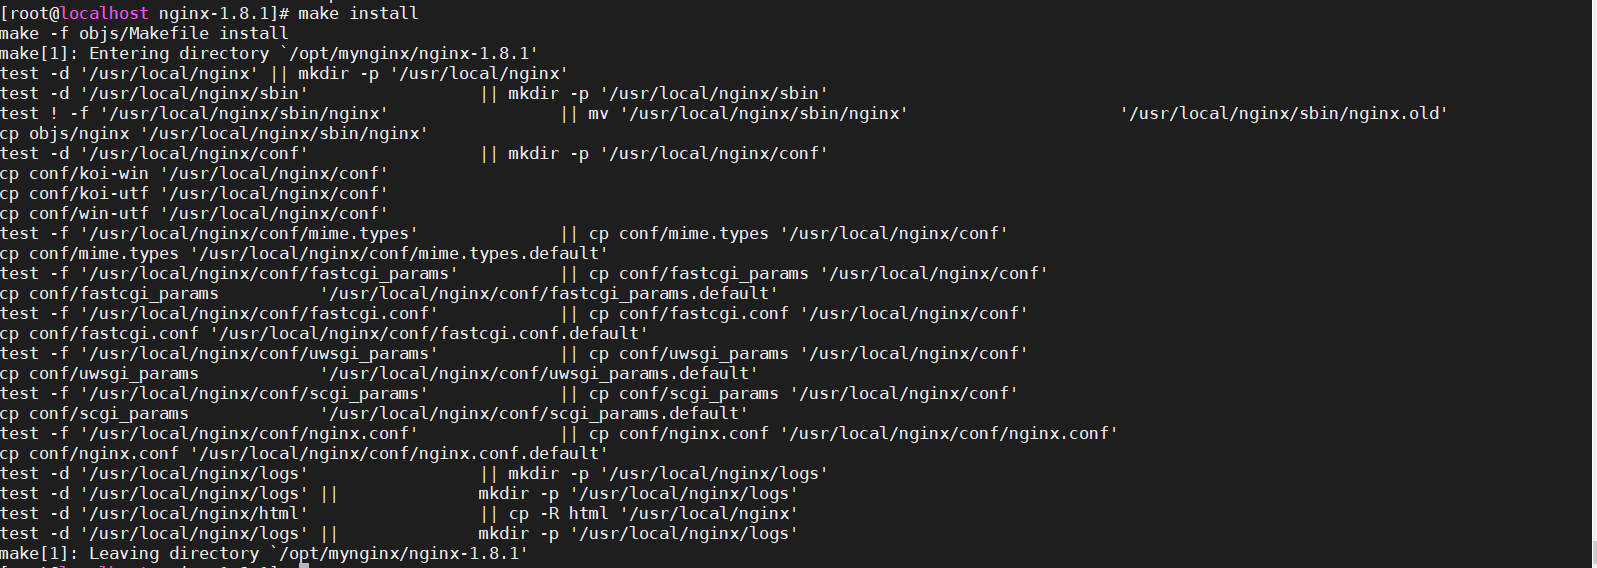 [root@localhost nginx-1.8.1]# make install
make -f objs/Makefile install
make[1]: Entering directory `/opt/mynginx/nginx-1.8.1'
test -d '/usr/local/nginx' || mkdir -p '/usr/local/nginx'
test -d '/usr/local/nginx/sbin' || mkdir -p '/usr/local/nginx/sbin'
test ! -f '/usr/local/nginx/sbin/nginx' || mv '/usr/local/nginx/sbin/nginx' '/usr/local/nginx/sbin/nginx.old'
cp objs/nginx '/usr/local/nginx/sbin/nginx'
test -d '/usr/local/nginx/conf' || mkdir -p '/usr/local/nginx/conf'
cp conf/koi-win '/usr/local/nginx/conf'
cp conf/koi-utf '/usr/local/nginx/conf'
cp conf/win-utf '/usr/local/nginx/conf'
test -f '/usr/local/nginx/conf/mime.types' || cp conf/mime.types '/usr/local/nginx/conf'
cp conf/mime.types '/usr/local/nginx/conf/mime.types.default'
test -f '/usr/local/nginx/conf/fastcgi_params' || cp conf/fastcgi_params '/usr/local/nginx/conf'
cp conf/fastcgi_params '/usr/local/nginx/conf/fastcgi_params.default'
test -f '/usr/local/nginx/conf/fastcgi.conf' || cp conf/fastcgi.conf '/usr/local/nginx/conf'
cp conf/fastcgi.conf '/usr/local/nginx/conf/fastcgi.conf.default'
test -f '/usr/local/nginx/conf/uwsgi_params' || cp conf/uwsgi_params '/usr/local/nginx/conf'
cp conf/uwsgi_params '/usr/local/nginx/conf/uwsgi_params.default'
test -f '/usr/local/nginx/conf/scgi_params' || cp conf/scgi_params '/usr/local/nginx/conf'
cp conf/scgi_params '/usr/local/nginx/conf/scgi_params.default'
test -f '/usr/local/nginx/conf/nginx.conf' || cp conf/nginx.conf '/usr/local/nginx/conf/nginx.conf'
cp conf/nginx.conf '/usr/local/nginx/conf/nginx.conf.default'
test -d '/usr/local/nginx/logs' || mkdir -p '/usr/local/nginx/logs'
test -d '/usr/local/nginx/logs' || mkdir -p '/usr/local/nginx/logs'
test -d '/usr/local/nginx/html' || cp -R html '/usr/local/nginx'
test -d '/usr/local/nginx/logs' || mkdir -p '/usr/local/nginx/logs'
make[1]: Leaving directory `/opt/mynginx/nginx-1.8.1'